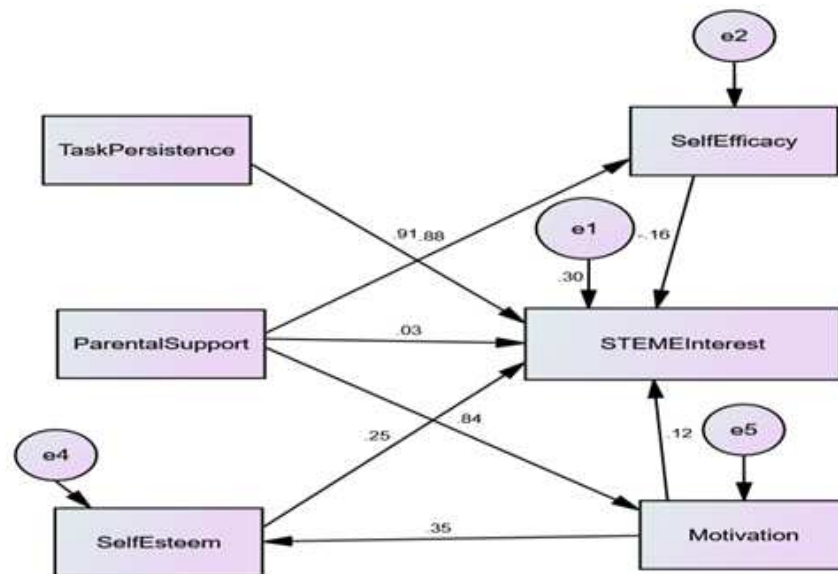 e2
TaskPersistence
SelfEfficacy
.91
.88
e1
-.16
.30
ParentalSupport
.03
STEMEInterest
.84
.25
.12
e5
e4
.35
SelfEsteem
Motivation